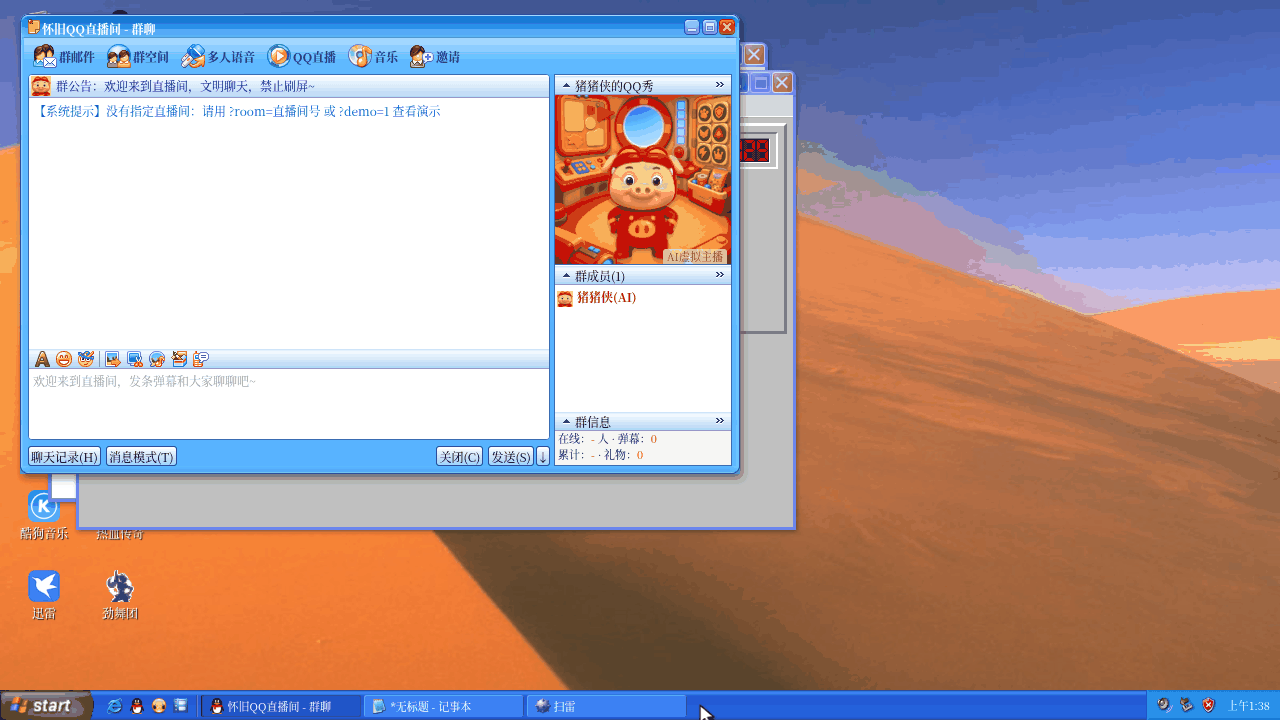 怀旧QQ直播间 - 群聊
群邮件 群空间 多人语音 QQ直播 音乐 邀请
群公告：欢迎来到直播间，文明聊天，禁止刷屏~
【系统提示】没有指定直播间：请用 ?room=直播间号 或 ?demo=1 查看演示
欢迎来到直播间，发条弹幕和大家聊聊吧~
聊天记录(H) 消息模式(T) 关闭(C) 发送(S) ↓
猪猪侠的QQ秀
AI虚拟主播
群成员(1)
猪猪侠(AI)
群信息
在线：- 人 · 弹幕：0
累计：- · 礼物：0
酷狗音乐
热血传奇
迅雷
劲舞团
start
怀旧QQ直播间 - 群聊
*无标题 - 记事本
扫雷
上午1:38